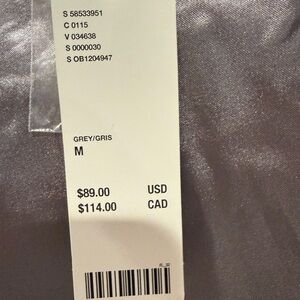 S 58533951
C 0115
V 034638
S 0000030
S OB1204947
GREY/GRIS
M
$89.00 USD
$114.00 CAD